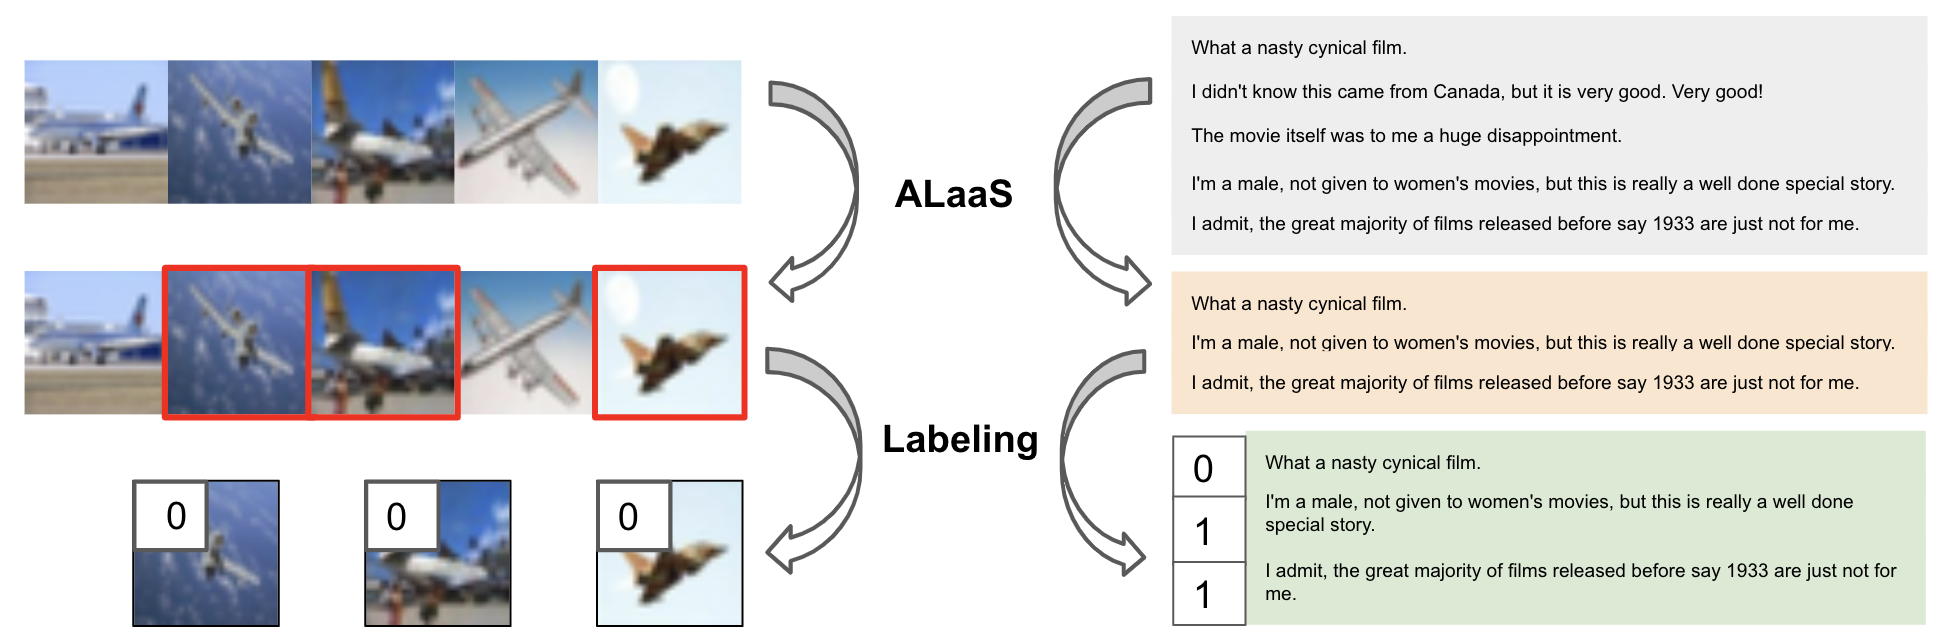 What a nasty cynical film.
I didn't know this came from Canada, but it is very good. Very good!
The movie itself was to me a huge disappointment.
I'm a male, not given to women's movies, but this is really a well done special story.
I admit, the great majority of films released before say 1933 are just not for me.
ALaaS
What a nasty cynical film.
I'm a male, not given to women's movies, but this is really a well done special story.
I admit, the great majority of films released before say 1933 are just not for me.
Labeling
0
0
0
0
What a nasty cynical film.
1
I'm a male, not given to women's movies, but this is really a well done
special story.
1
I admit, the great majority of films released before say 1933 are just not for
me.